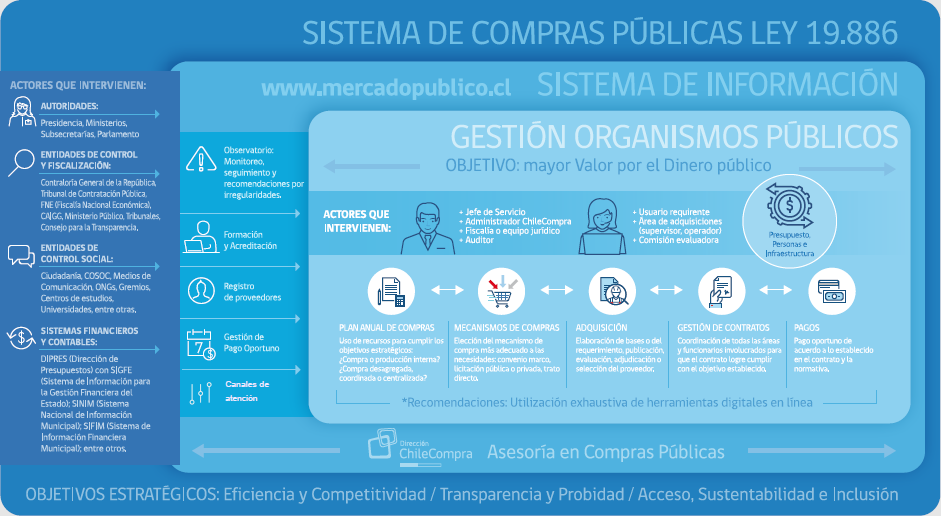 SISTEMA DE COMPRAS PÚBLICAS LEY 19.886
www.mercadopublico.cl SISTEMA DE INFORMACIÓN
GESTIÓN ORGANISMOS PÚBLICOS
OBJETIVO: mayor Valor por el Dinero público
ACTORES QUE INTERVIENEN:
AUTORIDADES:
Presidencia, Ministerios,
Subsecretarías, Parlamento
ENTIDADES DE CONTROL
Y FISCALIZACIÓN:
Contraloría General de la República,
Tribunal de Contratación Pública,
FNE (Fiscalía Nacional Económica),
CAIGG, Ministerio Público, Tribunales,
Consejo para la Transparencia.
ENTIDADES DE
CONTROL SOCIAL:
Ciudadanía, COSOC, Medios de
Comunicación, ONGs, Gremios,
Centros de estudios,
Universidades, entre otras.
SISTEMAS FINANCIEROS
Y CONTABLES:
DIPRES (Dirección de
Presupuestos) con SIGFE
(Sistema de Información para
la Gestión Financiera del
Estado); SINIM (Sistema
Nacional de Información
Municipal); SIFIM (Sistema de
Información Financiera
Municipal); entre otros.
Observatorio:
Monitoreo,
seguimiento y
recomendaciones por
irregularidades.
Formación
y Acreditación
Registro
de proveedores
7
Gestión de
Pago Oportuno
Canales de
atención
ACTORES QUE
INTERVIENEN:
+ Jefe de Servicio
+ Administrador ChileCompra
+ Fiscalía o equipo jurídico
+ Auditor
+ Usuario requirente
+ Área de adquisiciones
(supervisor, operador)
+ Comisión evaluadora
$
Presupuesto,
Personas e
Infraestructura
PLAN ANUAL DE COMPRAS
Uso de recursos para cumplir los
objetivos estratégicos:
¿Compra o producción interna?
¿Compra desagregada,
coordinada o centralizada?
MECANISMOS DE COMPRAS
Elección del mecanismo de
compra más adecuado a las
necesidades: convenio marco,
licitación pública o privada, trato
directo.
ADQUISICIÓN
Elaboración de bases o del
requerimiento, publicación,
evaluación, adjudicación o
selección del proveedor.
GESTIÓN DE CONTRATOS
Coordinación de todas las áreas
y funcionarios involucrados para
que el contrato logre cumplir
con el objetivo establecido.
PAGOS
Pago oportuno de
acuerdo a lo establecido
en el contrato y la
normativa.
*Recomendaciones: Utilización exhaustiva de herramientas digitales en línea
Dirección
ChileCompra
Asesoría en Compras Públicas
OBJETIVOS ESTRATÉGICOS: Eficiencia y Competitividad / Transparencia y Probidad / Acceso, Sustentabilidad e Inclusión